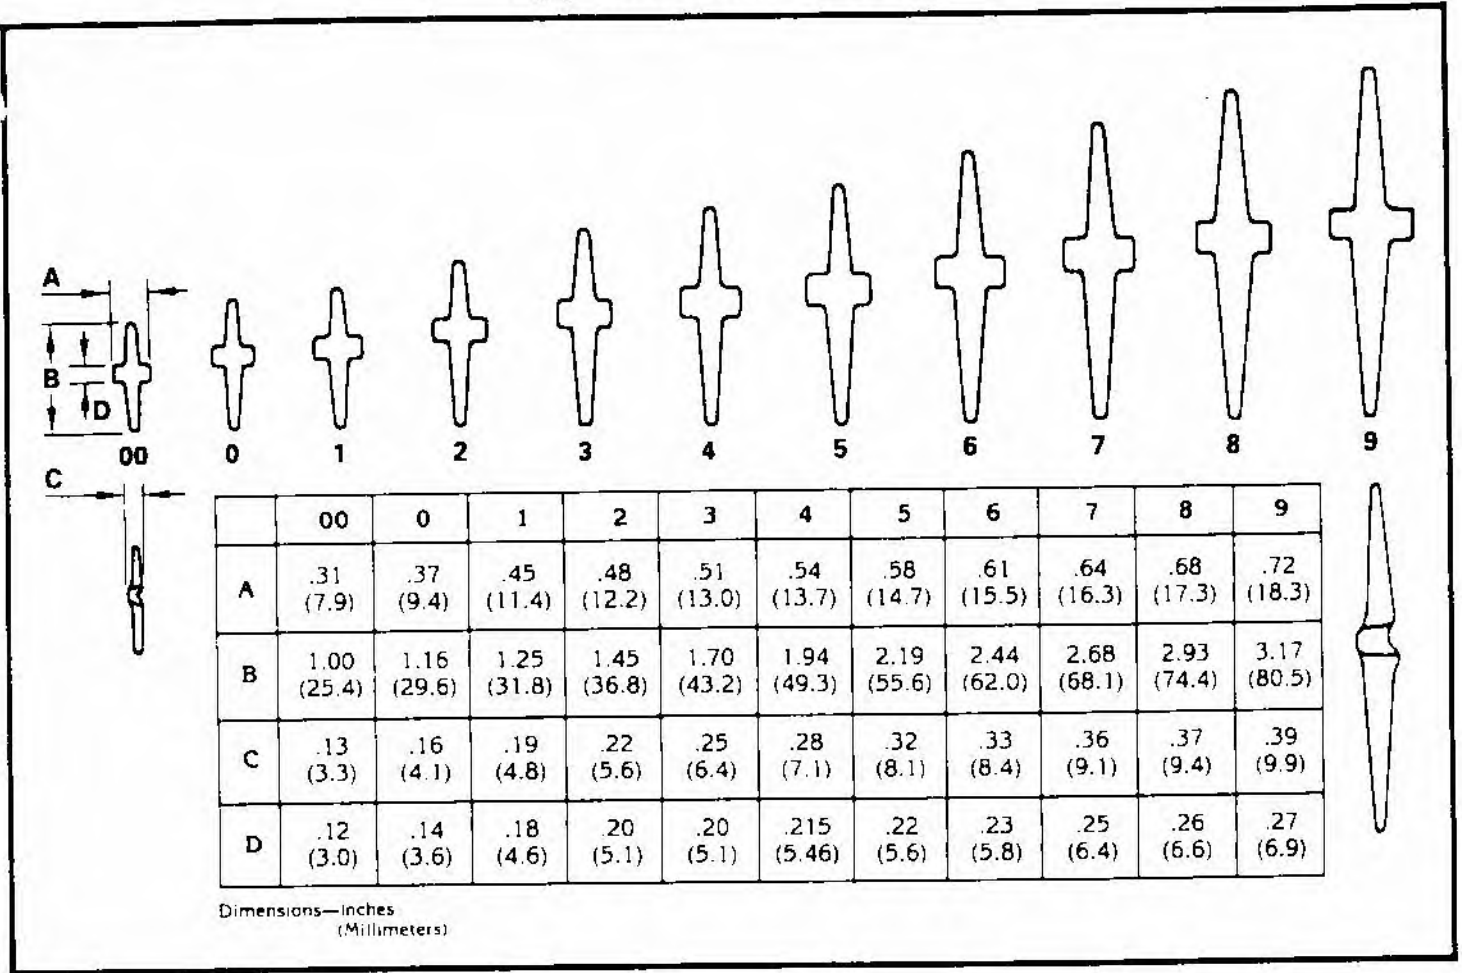 A
B
D
00 0 1 2 3 4 5 6 7 8 9
C
00 0 1 2 3 4 5 6 7 8 9
A .31 .37 .45 .48 .51 .54 .58 .61 .64 .68 .72
(7.9) (9.4) (11.4) (12.2) (13.0) (13.7) (14.7) (15.5) (16.3) (17.3) (18.3)
B 1.00 1.16 1.25 1.45 1.70 1.94 2.19 2.44 2.68 2.93 3.17
(25.4) (29.6) (31.8) (36.8) (43.2) (49.3) (55.6) (62.0) (68.1) (74.4) (80.5)
C .13 .16 .19 .22 .25 .28 .32 .33 .36 .37 .39
(3.3) (4.1) (4.8) (5.6) (6.4) (7.1) (8.1) (8.4) (9.1) (9.4) (9.9)
D .12 .14 .18 .20 .20 .215 .22 .23 .25 .26 .27
(3.0) (3.6) (4.6) (5.1) (5.1) (5.46) (5.6) (5.8) (6.4) (6.6) (6.9)
Dimensions—Inches
(Millimeters)